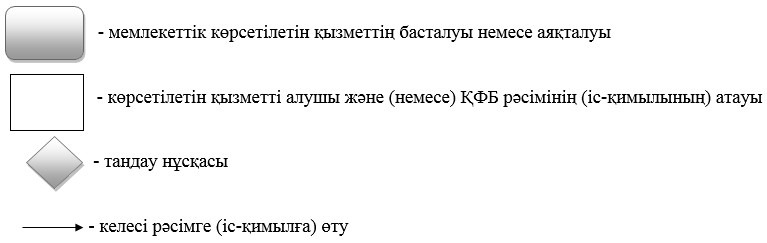 - мемлекеттік көрсетілетін қызметтің басталуы немесе аяқталуы
- көрсетілетін қызметті алушы және (немесе) ҚФБ рәсімінің (іс-қимылының) атауы
- таңдау нұсқасы
- келесі рәсімге (іс-қимылға) өту